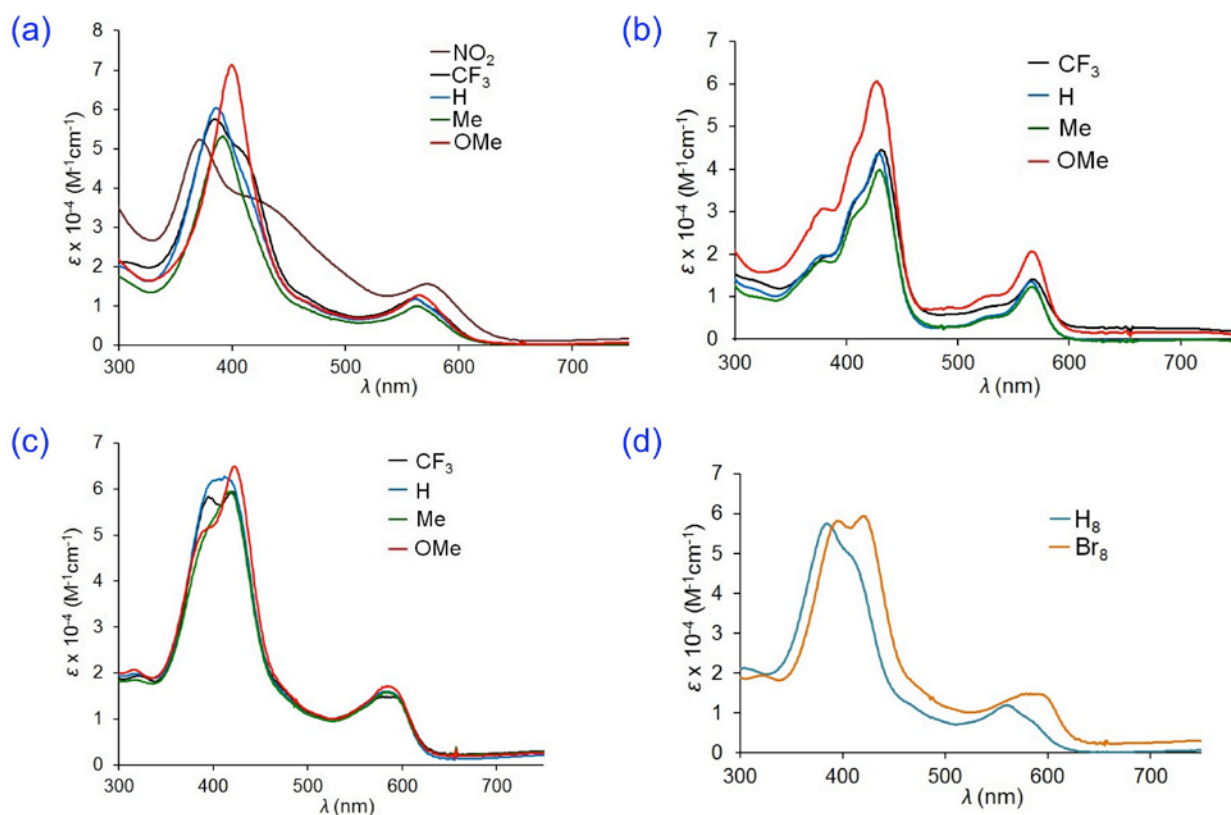 (a)
8
7
6
5
4
3
2
1
0
ε x 10⁻⁴ (M⁻¹cm⁻¹)
300 400 500 600 700
λ (nm)
NO₂
CF₃
H
Me
OMe
(b)
7
6
5
4
3
2
1
0
ε x 10⁻⁴ (M⁻¹cm⁻¹)
300 400 500 600 700
λ (nm)
CF₃
H
Me
OMe
(c)
7
6
5
4
3
2
1
0
ε x 10⁻⁴ (M⁻¹cm⁻¹)
300 400 500 600 700
λ (nm)
CF₃
H
Me
OMe
(d)
7
6
5
4
3
2
1
0
ε x 10⁻⁴ (M⁻¹cm⁻¹)
300 400 500 600 700
λ (nm)
H₈
Br₈